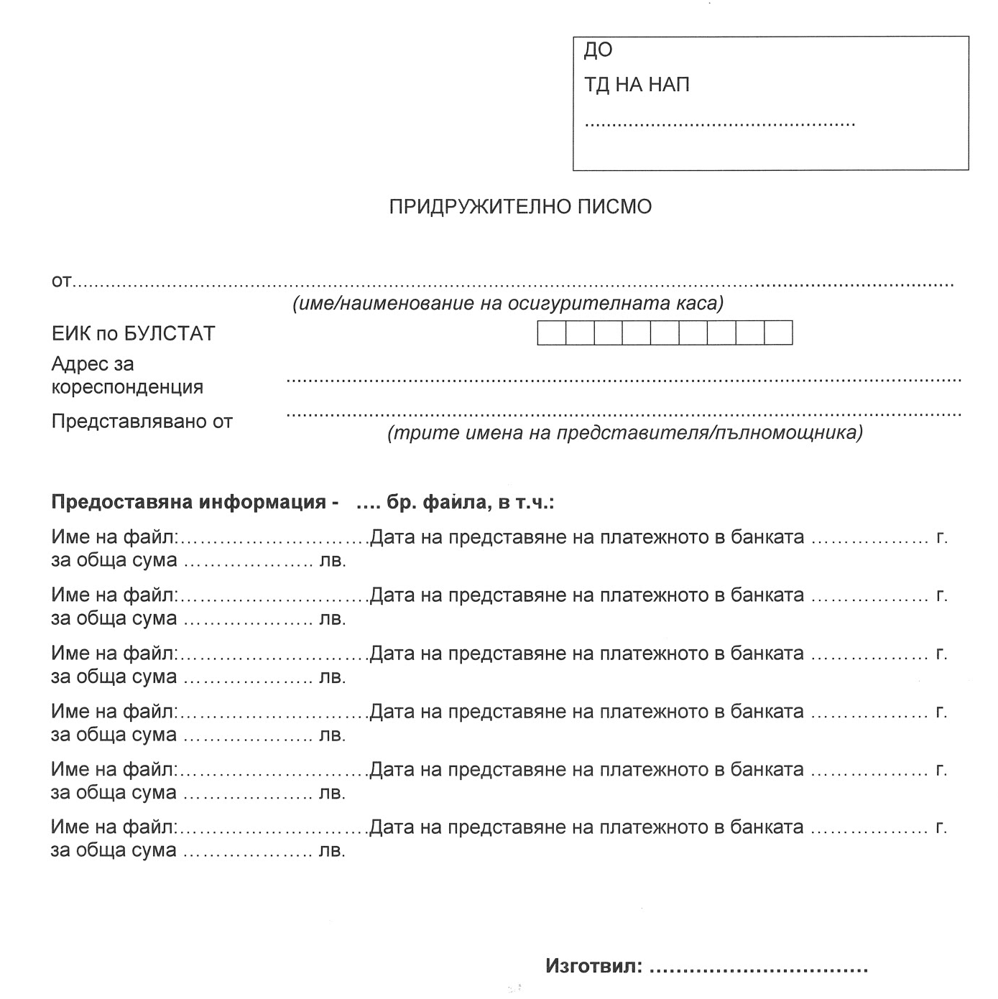 ДО
ТД НА НАП
..................................................
ПРИДРУЖИТЕЛНО ПИСМО
от..............................................................................................................................................................
(име/наименование на осигурителната каса)
ЕИК по БУЛСТАТ
Адрес за
кореспонденция ..............................................................................................................................
Представлявано от ..............................................................................................................................
(трите имена на представителя/пълномощника)
Предоставяна информация - …. бр. файла, в т.ч.:
Име на файл:……………………….Дата на представяне на платежното в банката ……………… г.
за обща сума ……………….. лв.
Име на файл:……………………….Дата на представяне на платежното в банката ……………… г.
за обща сума ……………….. лв.
Име на файл:……………………….Дата на представяне на платежното в банката ……………… г.
за обща сума ……………….. лв.
Име на файл:……………………….Дата на представяне на платежното в банката ……………… г.
за обща сума ……………….. лв.
Име на файл:……………………….Дата на представяне на платежното в банката ……………… г.
за обща сума ……………….. лв.
Име на файл:……………………….Дата на представяне на платежното в банката ……………… г.
за обща сума ……………….. лв.
Изготвил: ................................